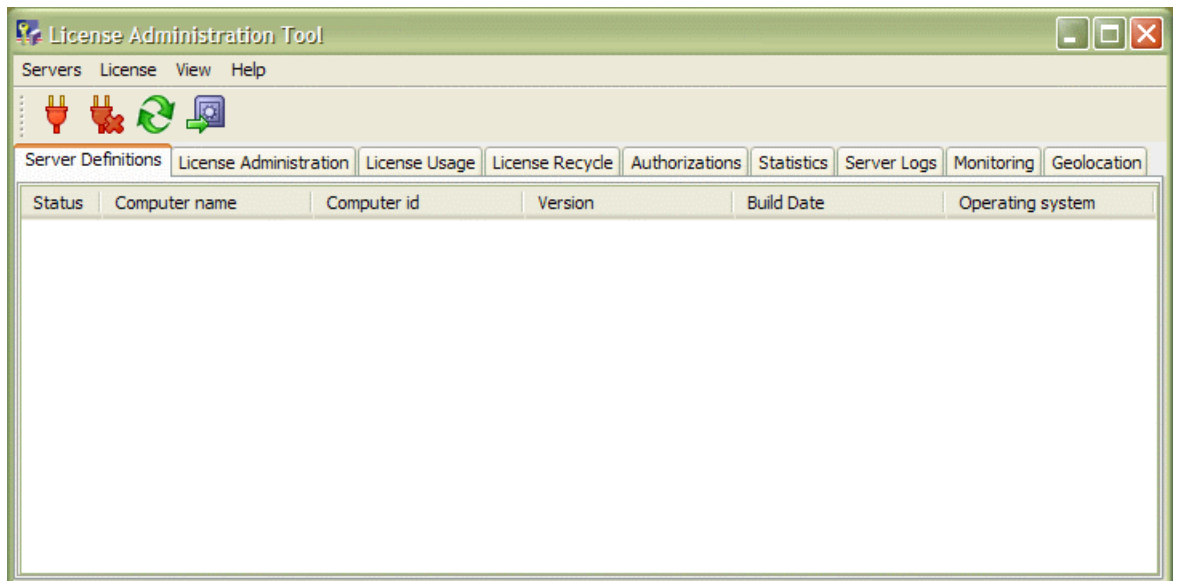 License Administration Tool
Servers License View Help
Server Definitions License Administration License Usage License Recycle Authorizations Statistics Server Logs Monitoring Geolocation
Status Computer name Computer id Version Build Date Operating system